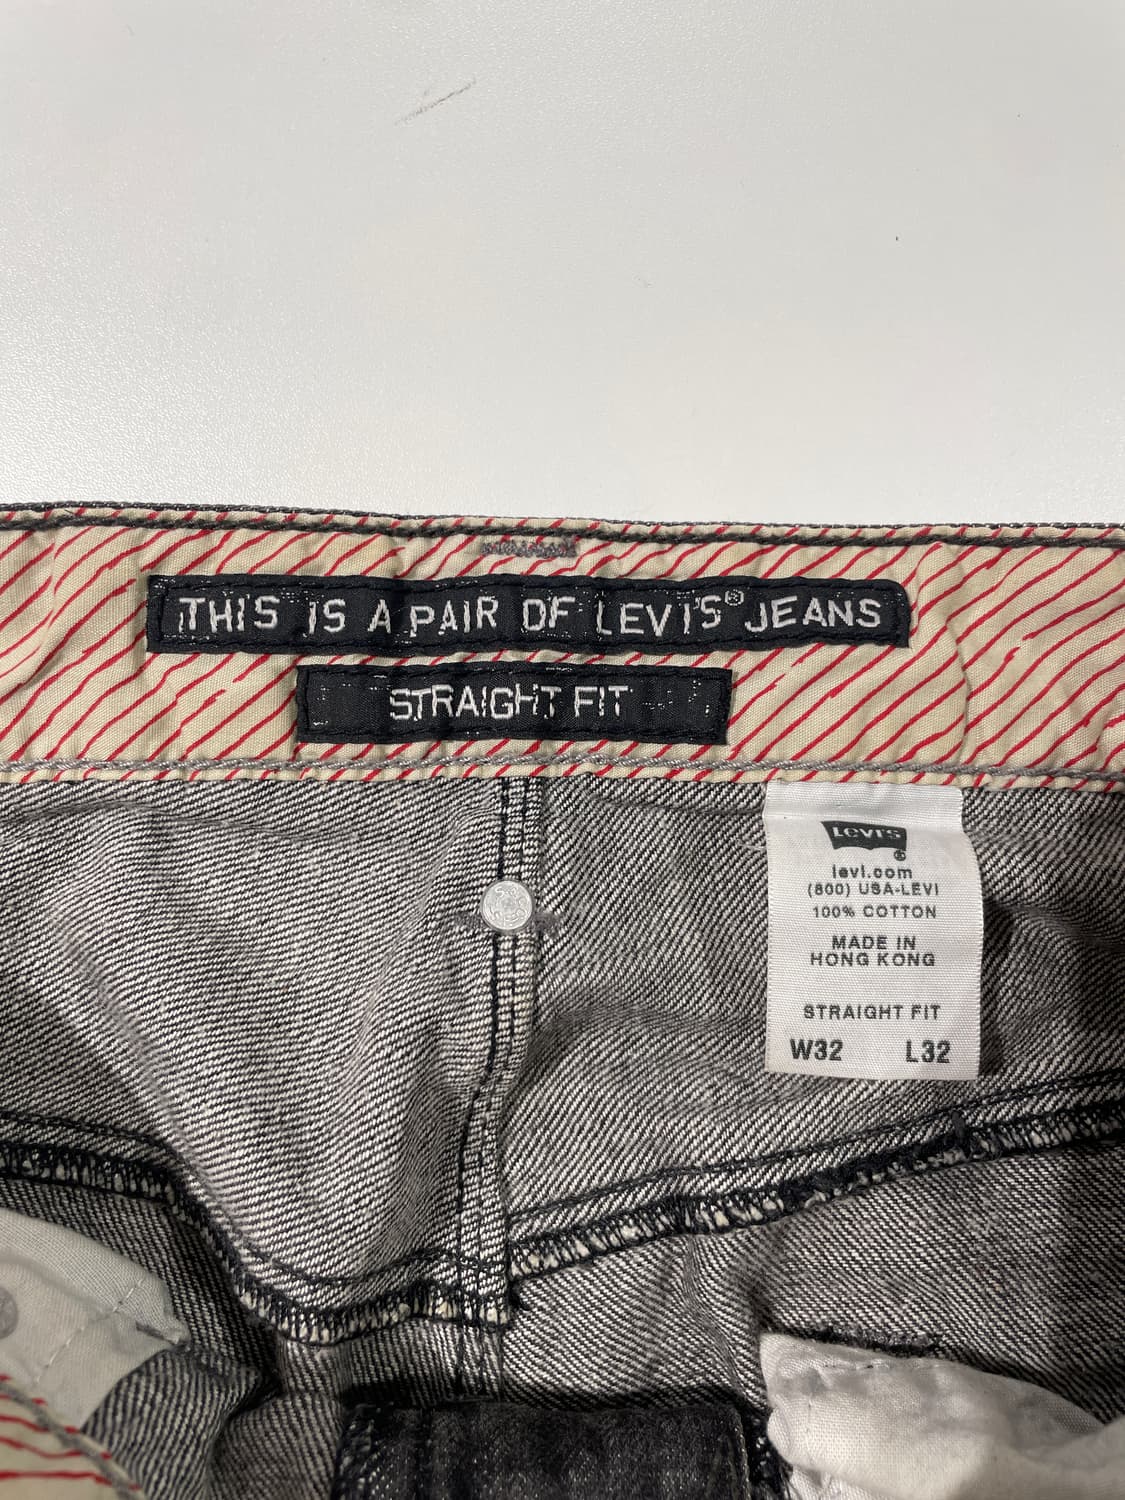 THIS IS A PAIR OF LEVI'S® JEANS
STRAIGHT FIT
LEVI'S
®
levi.com
(800) USA-LEVI
100% COTTON
MADE IN
HONG KONG
STRAIGHT FIT
W32 L32